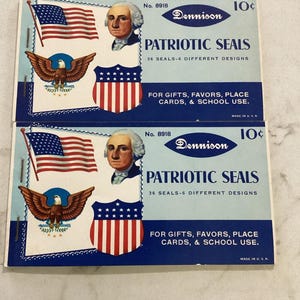 No. 8918
Dennison
10¢
PATRIOTIC SEALS
36 SEALS-6 DIFFERENT DESIGNS
FOR GIFTS, FAVORS, PLACE
CARDS, & SCHOOL USE.
MADE IN U. S. A.
No. 8918
Dennison
10¢
PATRIOTIC SEALS
36 SEALS-6 DIFFERENT DESIGNS
FOR GIFTS, FAVORS, PLACE
CARDS, & SCHOOL USE.
MADE IN U. S. A.